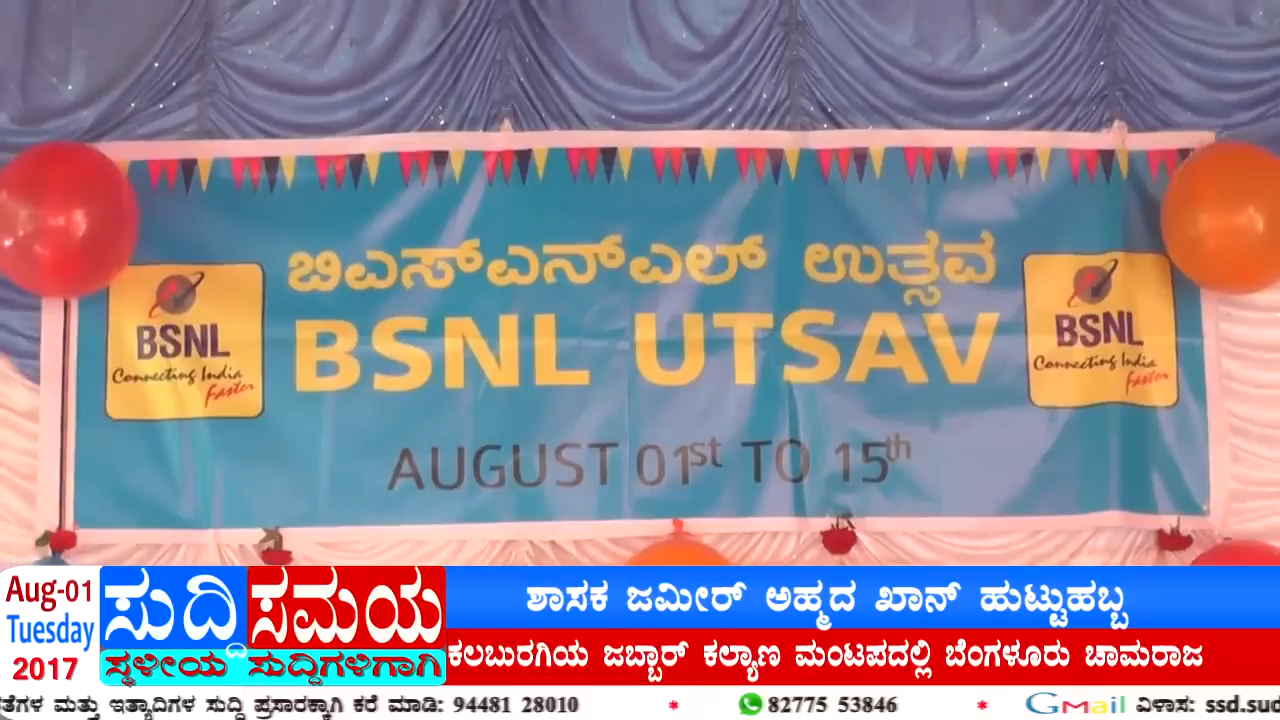 ಬಿಎಸ್ಎನ್ಎಲ್ ಉತ್ಸವ
BSNL UTSAV
BSNL
Connecting India
Faster
BSNL
Connecting India
Faster
AUGUST 01st TO 15th
Aug-01
Tuesday
2017
ಸುದ್ದಿ ಸಮಯ
ಸ್ಥಳೀಯ ಸುದ್ದಿಗಳಿಗಾಗಿ
ಶಾಸಕ ಜಮೀರ್ ಅಹ್ಮದ ಖಾನ್ ಹುಟ್ಟುಹಬ್ಬ
ಕಲಬುರಗಿಯ ಜಬ್ಬಾರ್ ಕಲ್ಯಾಣ ಮಂಟಪದಲ್ಲಿ ಬೆಂಗಳೂರು ಚಾಮರಾಜ
ತೆಗಳ ಮತ್ತು ಇತ್ಯಾದಿಗಳ ಸುದ್ದಿ ಪ್ರಸಾರಕ್ಕಾಗಿ ಕರೆ ಮಾಡಿ: 94481 28010 * 82775 53846 * Gmail ವಿಳಾಸ: ssd.sud